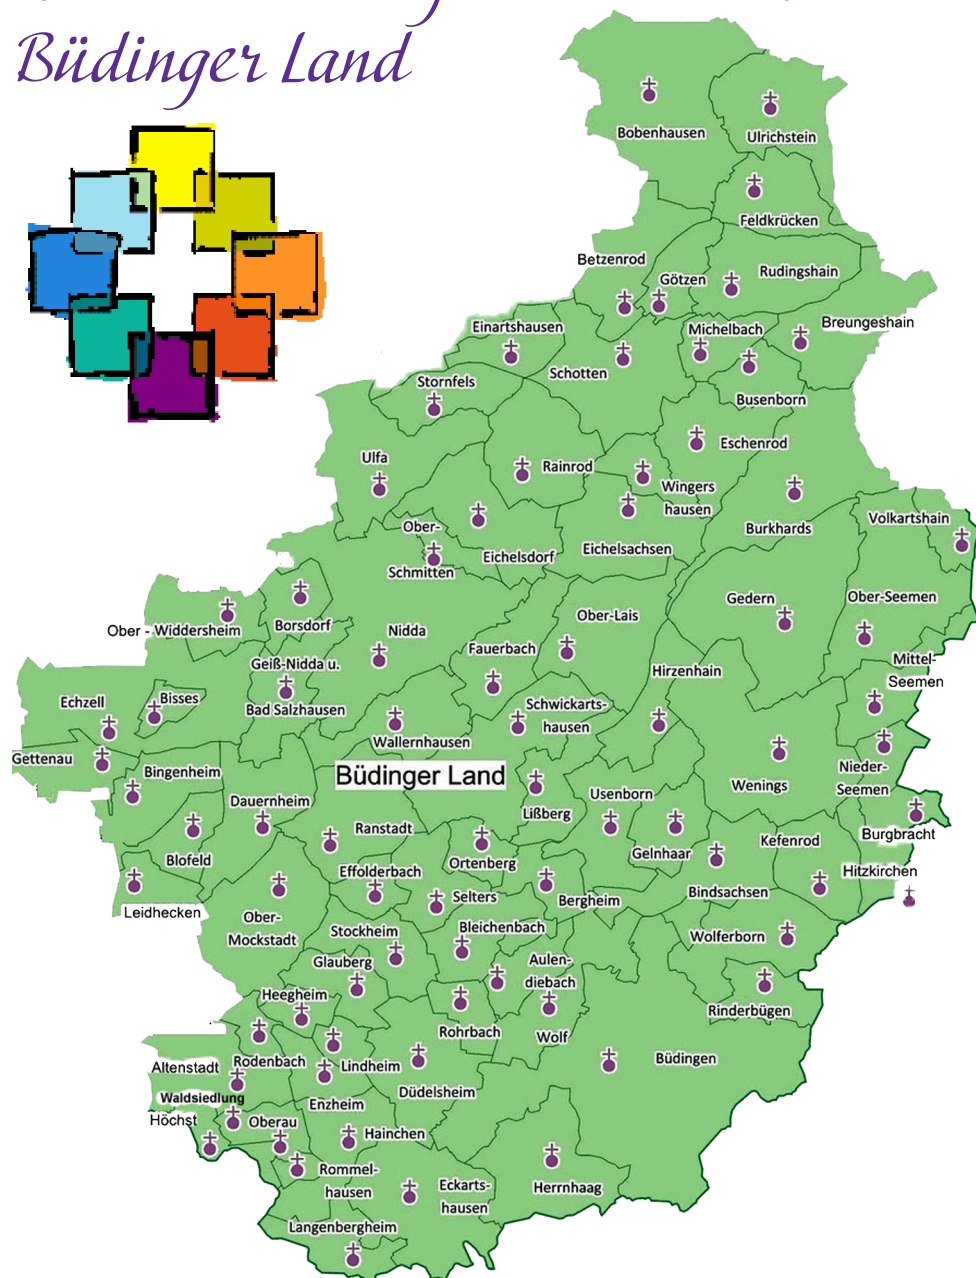 Büdinger Land
Bobenhausen
Ulrichstein
Feldkrücken
Betzenrod
Götzen
Rudingshain
Einartshausen
Michelbach
Breungeshain
Schotten
Stornfels
Busenborn
Eschenrod
Ulfa
Rainrod
Wingers
hausen
Ober-
Schmitten
Eichelsdorf
Eichelsachsen
Burkhards
Volkartshain
Gedern
Ober-Seemen
Ober - Widdersheim
Borsdorf
Nidda
Ober-Lais
Fauerbach
Geiß-Nidda u.
Bad Salzhausen
Hirzenhain
Mittel-
Seemen
Echzell
Bisses
Schwickarts-
hausen
Wallernhausen
Gettenau
Bingenheim
Büdinger Land
Wenings
Nieder-
Seemen
Dauernheim
Lißberg
Usenborn
Ranstadt
Burgbracht
Blofeld
Effolderbach
Ortenberg
Gelnhaar
Kefenrod
Hitzkirchen
Leidhecken
Selters
Bergheim
Bindsachsen
Ober-
Mockstadt
Stockheim
Bleichenbach
Wolferborn
Glauberg
Aulen-
diebach
Heegheim
Rinderbügen
Rohrbach
Wolf
Altenstadt
Rodenbach
Lindheim
Büdingen
Waldsiedlung
Enzheim
Düdelsheim
Höchst
Oberau
Hainchen
Rommel-
hausen
Eckarts-
hausen
Herrnhaag
Langenbergheim